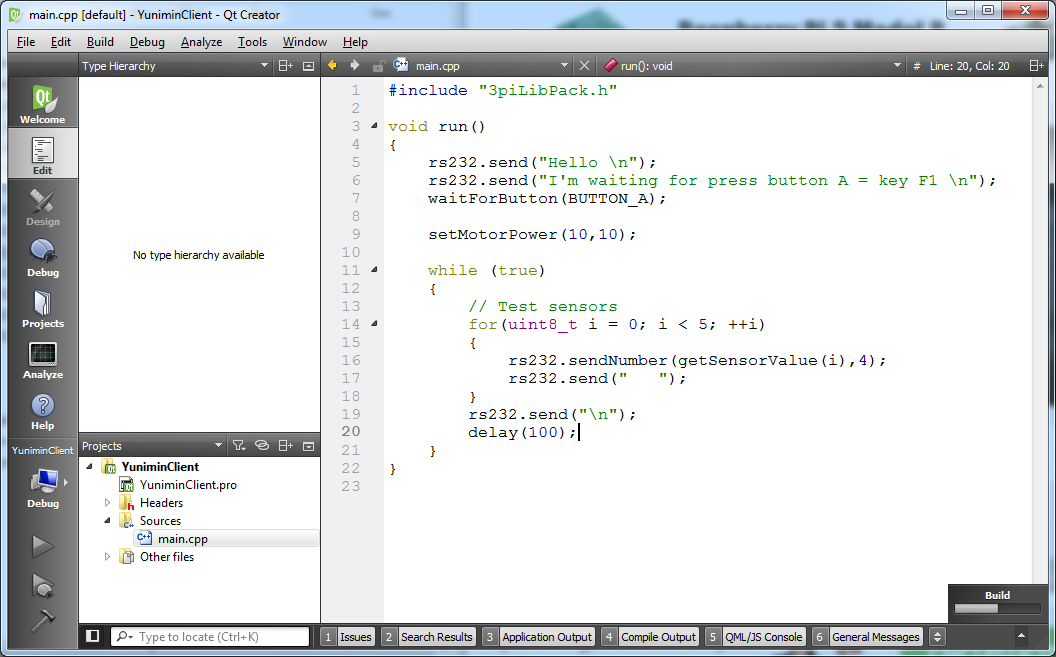 main.cpp [default] - YuniminClient - Qt Creator
File Edit Build Debug Analyze Tools Window Help
Type Hierarchy main.cpp run(): void # Line: 20, Col: 20
Welcome
Edit
Design
Debug
Projects
Analyze
Help
YuniminClient
Debug
No type hierarchy available
1 #include "3piLibPack.h"
2
3 void run()
4 {
5 rs232.send("Hello \n");
6 rs232.send("I'm waiting for press button A = key F1 \n");
7 waitForButton(BUTTON_A);
8
9 setMotorPower(10,10);
10
11 while (true)
12 {
13 // Test sensors
14 for(uint8_t i = 0; i < 5; ++i)
15 {
16 rs232.sendNumber(getSensorValue(i),4);
17 rs232.send("   ");
18 }
19 rs232.send("\n");
20 delay(100);
21 }
22 }
23
Projects
YuniminClient
YuniminClient.pro
Headers
Sources
main.cpp
Other files
Build
Type to locate (Ctrl+K) 1 Issues 2 Search Results 3 Application Output 4 Compile Output 5 QML/JS Console 6 General Messages